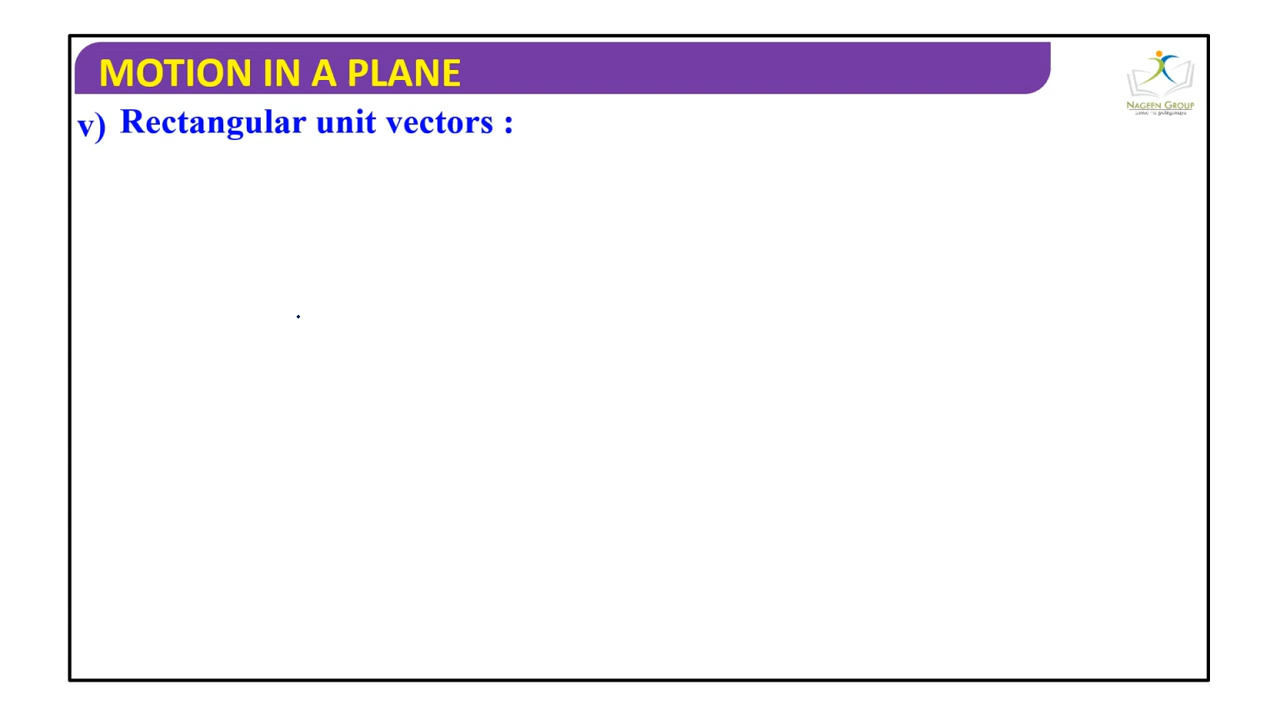 MOTION IN A PLANE
v) Rectangular unit vectors :
NAGEEN GROUP